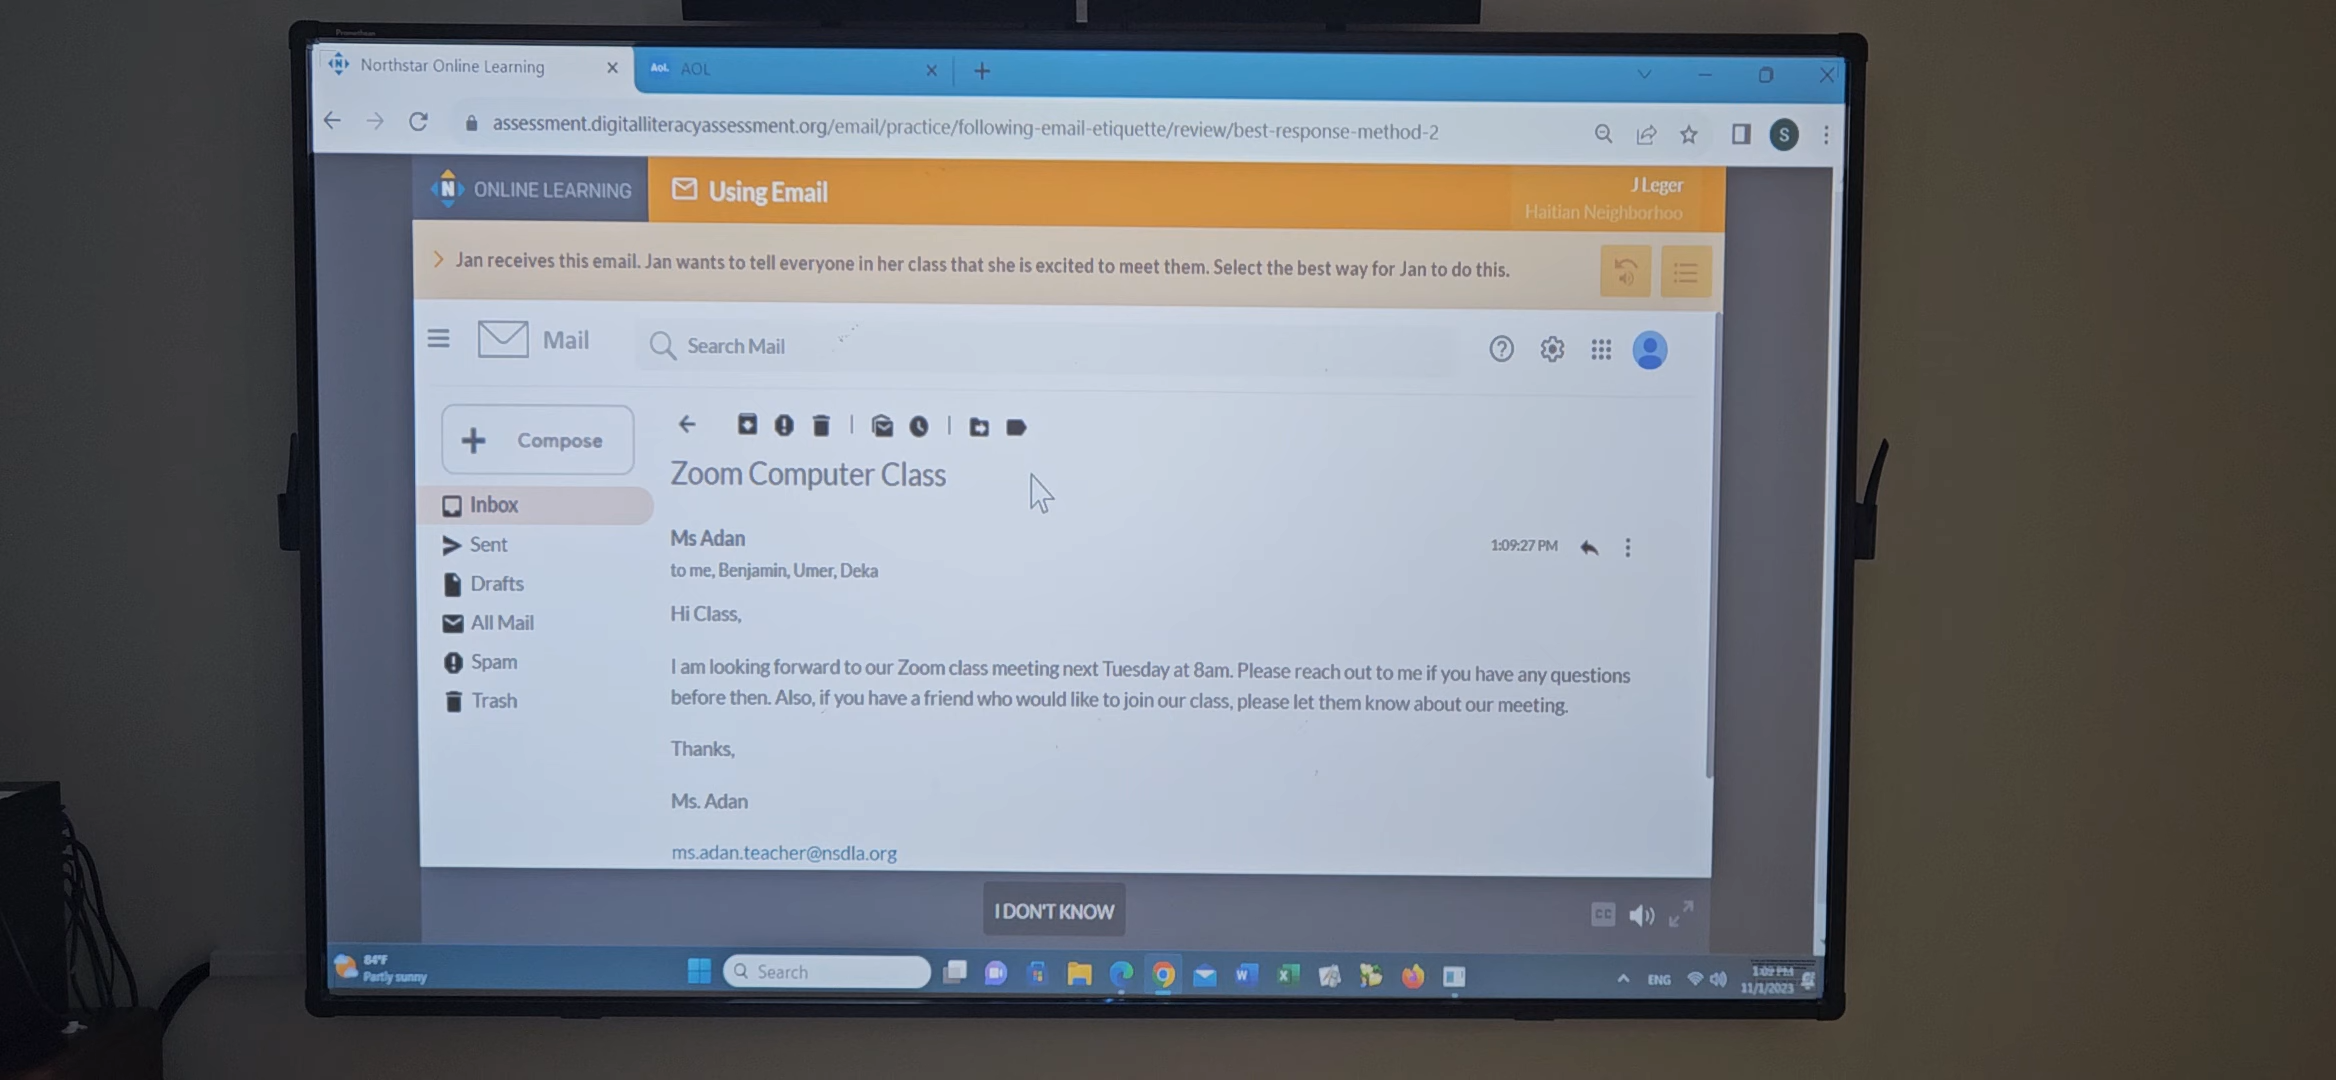 Promethean
Northstar Online Learning
Aol. AOL
assessment.digitalliteracyassessment.org/email/practice/following-email-etiquette/review/best-response-method-2
S
N ONLINE LEARNING
Using Email
J Leger
Haitian Neighborhoo
Jan receives this email. Jan wants to tell everyone in her class that she is excited to meet them. Select the best way for Jan to do this.
Mail
Search Mail
Compose
Zoom Computer Class
Inbox
Ms Adan
1:09:27 PM
Sent
to me, Benjamin, Umer, Deka
Drafts
Hi Class,
All Mail
I am looking forward to our Zoom class meeting next Tuesday at 8am. Please reach out to me if you have any questions
Spam
before then. Also, if you have a friend who would like to join our class, please let them know about our meeting.
Trash
Thanks,
Ms. Adan
ms.adan.teacher@nsdla.org
I DON'T KNOW
CC
84°F
Partly sunny
Search
W
X
ENG
1:09 PM
11/1/2023